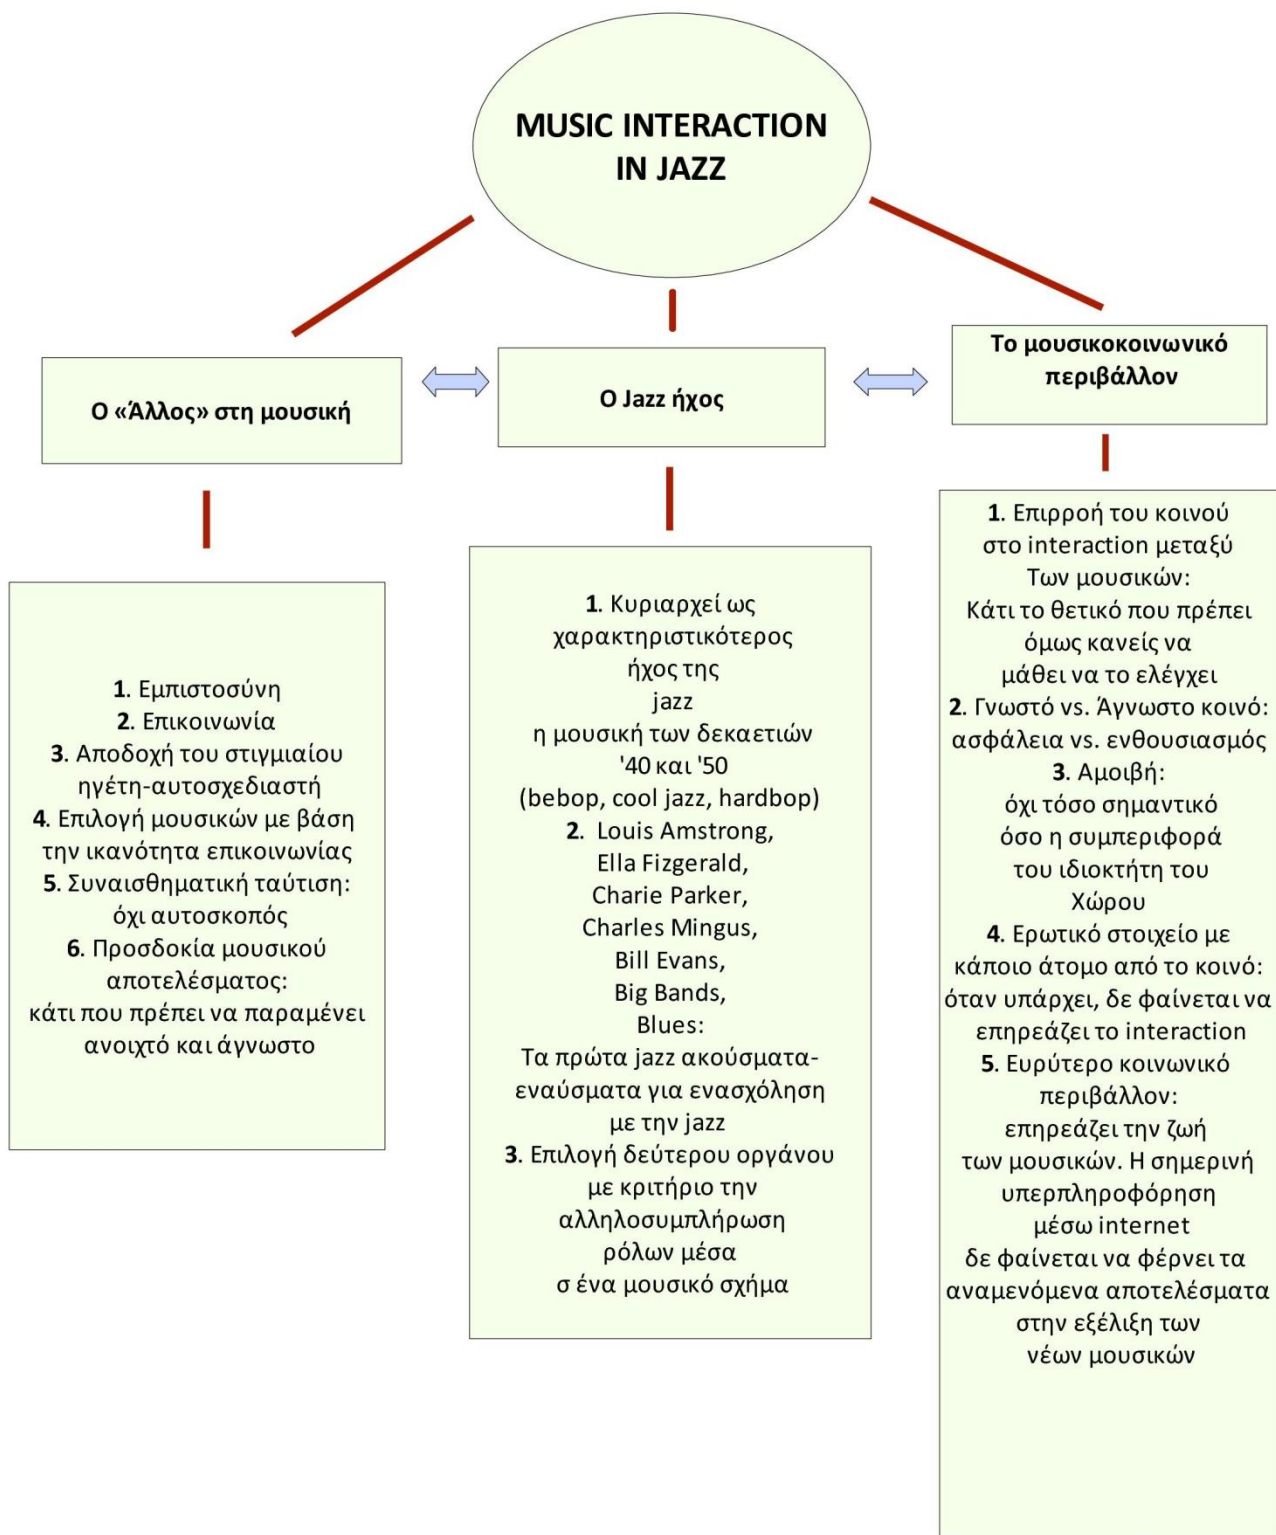 MUSIC INTERACTION
IN JAZZ
Ο «Άλλος» στη μουσική
Ο Jazz ήχος
Το μουσικοκοινωνικό
περιβάλλον
1. Εμπιστοσύνη
2. Επικοινωνία
3. Αποδοχή του στιγμιαίου
ηγέτη-αυτοσχεδιαστή
4. Επιλογή μουσικών με βάση
την ικανότητα επικοινωνίας
5. Συναισθηματική ταύτιση:
όχι αυτοσκοπός
6. Προσδοκία μουσικού
αποτελέσματος:
κάτι που πρέπει να παραμένει
ανοιχτό και άγνωστο
1. Κυριαρχεί ως
χαρακτηριστικότερος
ήχος της
jazz
η μουσική των δεκαετιών
'40 και '50
(bebop, cool jazz, hardbop)
2. Louis Amstrong,
Ella Fizgerald,
Charie Parker,
Charles Mingus,
Bill Evans,
Big Bands,
Blues:
Τα πρώτα jazz ακούσματα-
εναύσματα για ενασχόληση
με την jazz
3. Επιλογή δεύτερου οργάνου
με κριτήριο την
αλληλοσυμπλήρωση
ρόλων μέσα
σ ένα μουσικό σχήμα
1. Επιρροή του κοινού
στο interaction μεταξύ
Των μουσικών:
Κάτι το θετικό που πρέπει
όμως κανείς να
μάθει να το ελέγχει
2. Γνωστό vs. Άγνωστο κοινό:
ασφάλεια vs. ενθουσιασμός
3. Αμοιβή:
όχι τόσο σημαντικό
όσο η συμπεριφορά
του ιδιοκτήτη του
Χώρου
4. Ερωτικό στοιχείο με
κάποιο άτομο από το κοινό:
όταν υπάρχει, δε φαίνεται να
επηρεάζει το interaction
5. Ευρύτερο κοινωνικό
περιβάλλον:
επηρεάζει την ζωή
των μουσικών. Η σημερινή
υπερπληροφόρηση
μέσω internet
δε φαίνεται να φέρνει τα
αναμενόμενα αποτελέσματα
στην εξέλιξη των
νέων μουσικών